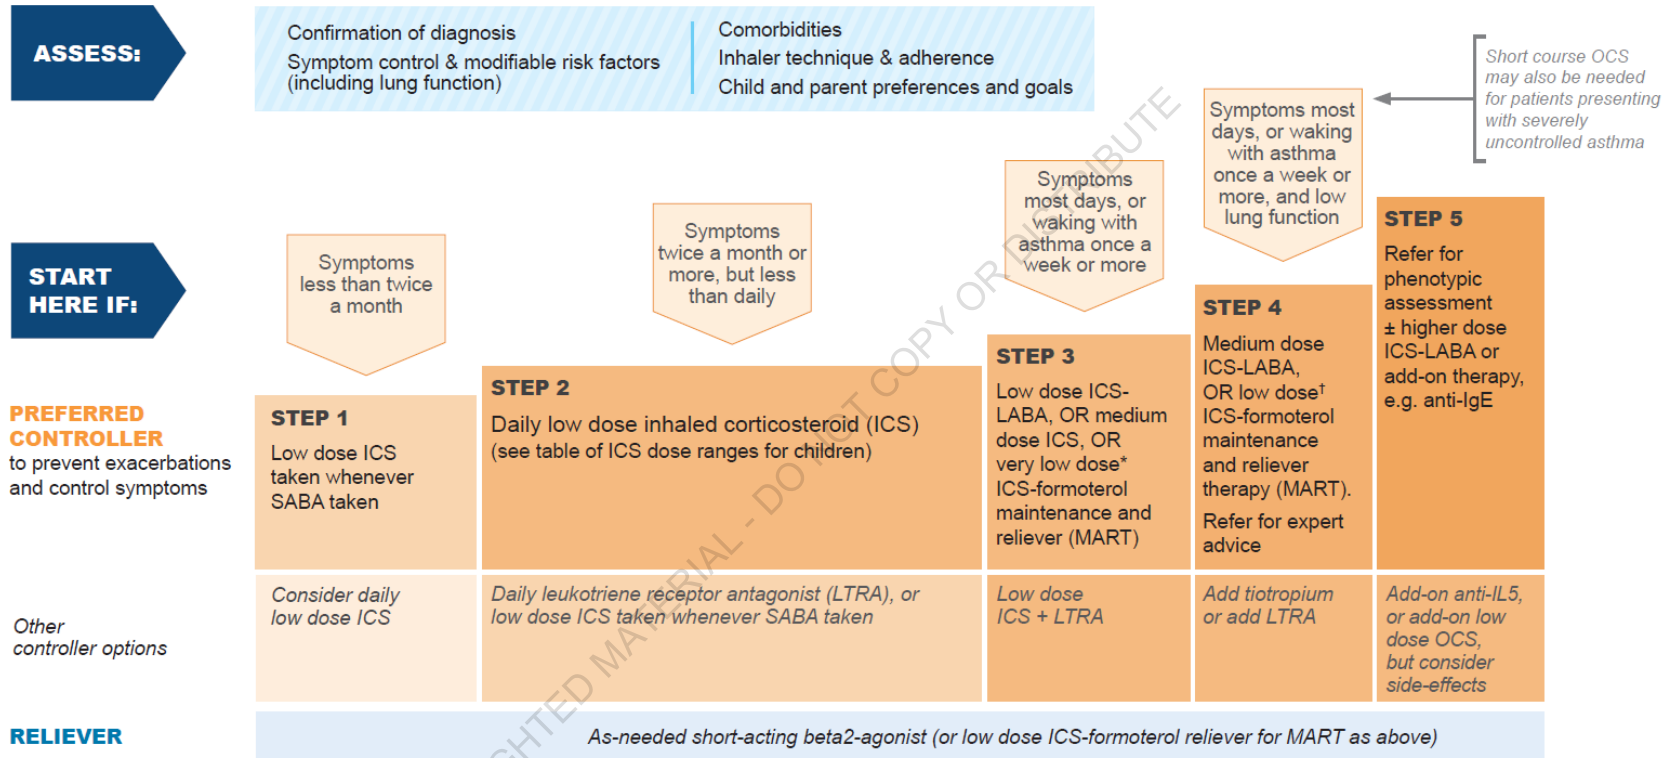 ASSESS:
Confirmation of diagnosis
Symptom control & modifiable risk factors
(including lung function)
Comorbidities
Inhaler technique & adherence
Child and parent preferences and goals
Short course OCS
may also be needed
for patients presenting
with severely
uncontrolled asthma
START
HERE IF:
Symptoms
less than twice
a month
Symptoms
twice a month or
more, but less
than daily
Symptoms
most days, or
waking with
asthma once a
week or more
Symptoms most
days, or waking
with asthma
once a week or
more, and low
lung function
PREFERRED
CONTROLLER
to prevent exacerbations
and control symptoms
STEP 1
Low dose ICS
taken whenever
SABA taken
STEP 2
Daily low dose inhaled corticosteroid (ICS)
(see table of ICS dose ranges for children)
STEP 3
Low dose ICS-
LABA, OR medium
dose ICS, OR
very low dose*
ICS-formoterol
maintenance and
reliever (MART)
STEP 4
Medium dose
ICS-LABA,
OR low dose†
ICS-formoterol
maintenance
and reliever
therapy (MART).
Refer for expert
advice
STEP 5
Refer for
phenotypic
assessment
± higher dose
ICS-LABA or
add-on therapy,
e.g. anti-IgE
Other
controller options
Consider daily
low dose ICS
Daily leukotriene receptor antagonist (LTRA), or
low dose ICS taken whenever SABA taken
Low dose
ICS + LTRA
Add tiotropium
or add LTRA
Add-on anti-IL5,
or add-on low
dose OCS,
but consider
side-effects
RELIEVER
As-needed short-acting beta2-agonist (or low dose ICS-formoterol reliever for MART as above)
GHTED MATERIAL - DO NOT COPY OR DISTRIBUTE